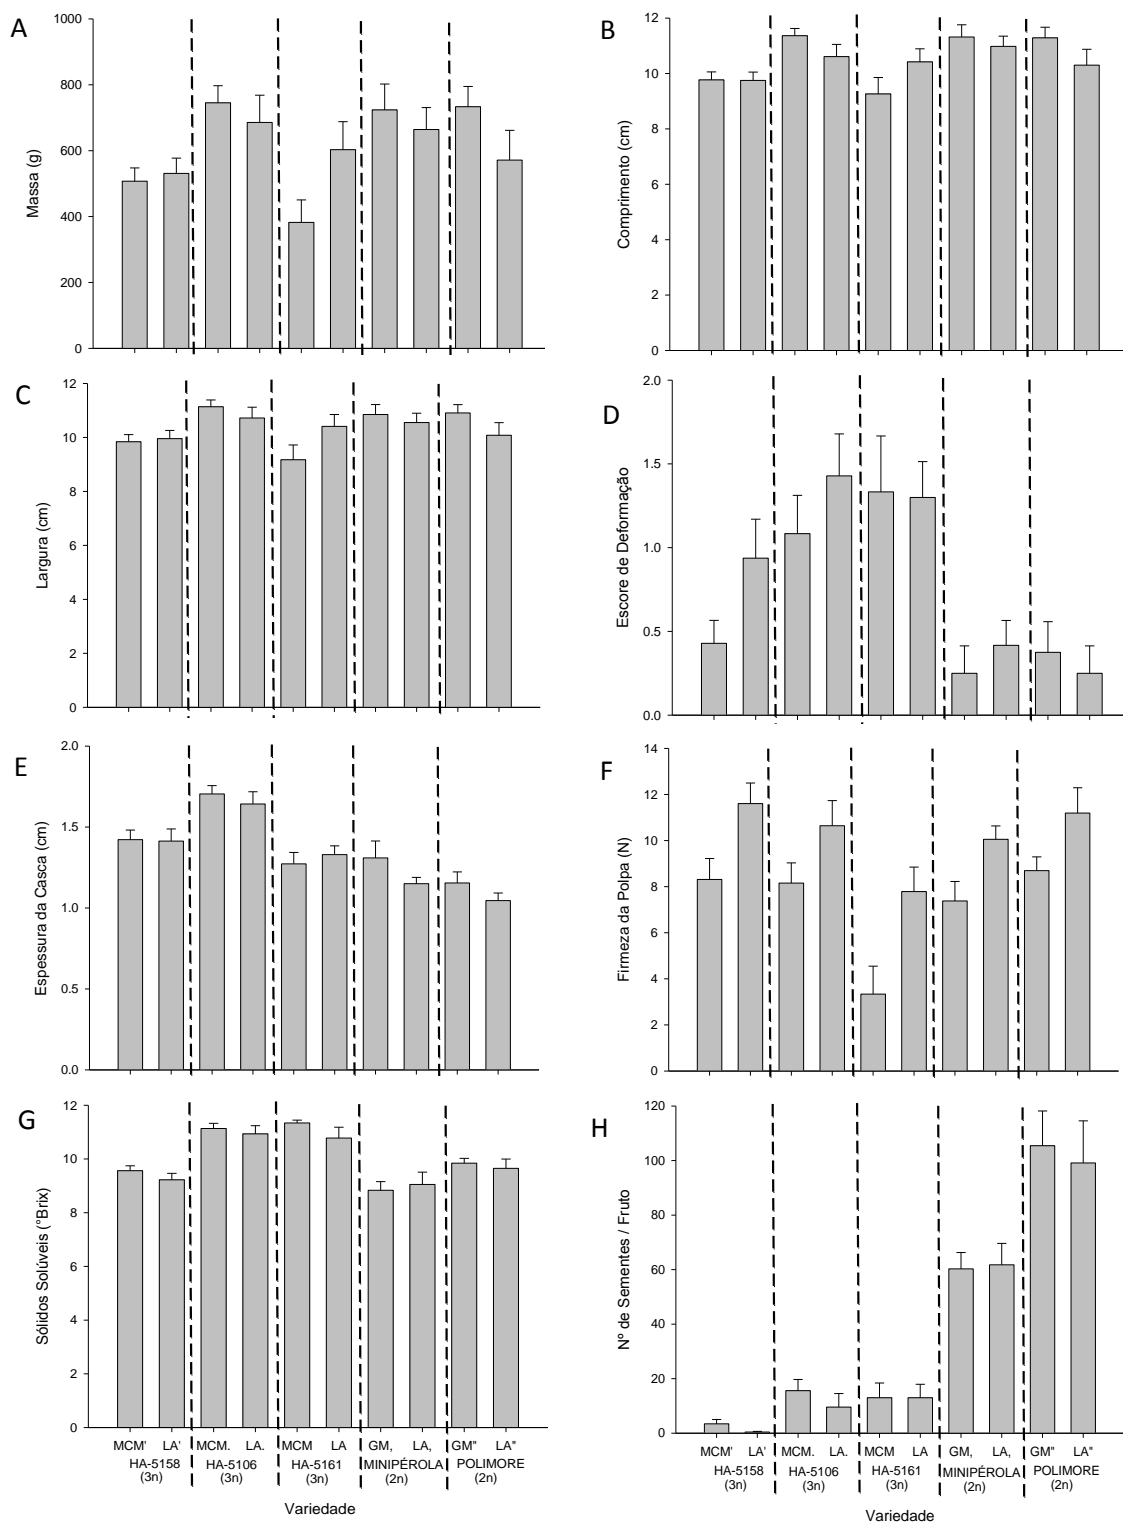 A
1000
800
600
400
200
0
Massa (g)
B
12
10
8
6
4
2
0
Comprimento (cm)
C
12
10
8
6
4
2
0
Largura (cm)
D
2.0
1.5
1.0
0.5
0.0
Escore de Deformação
E
2.0
1.5
1.0
0.5
0.0
Espessura da Casca (cm)
F
14
12
10
8
6
4
2
0
Firmeza da Polpa (N)
G
12
10
8
6
4
2
0
Sólidos Solúveis (°Brix)
MCM' LA' MCM. LA. MCM LA GM, LA, GM" LA"
HA-5158 HA-5106 HA-5161 MINIPÉROLA POLIMORE
(3n) (3n) (3n) (2n) (2n)
Variedade
H
120
100
80
60
40
20
0
Nº de Sementes / Fruto
MCM' LA' MCM. LA. MCM LA GM, LA, GM" LA"
HA-5158 HA-5106 HA-5161 MINIPÉROLA POLIMORE
(3n) (3n) (3n) (2n) (2n)
Variedade